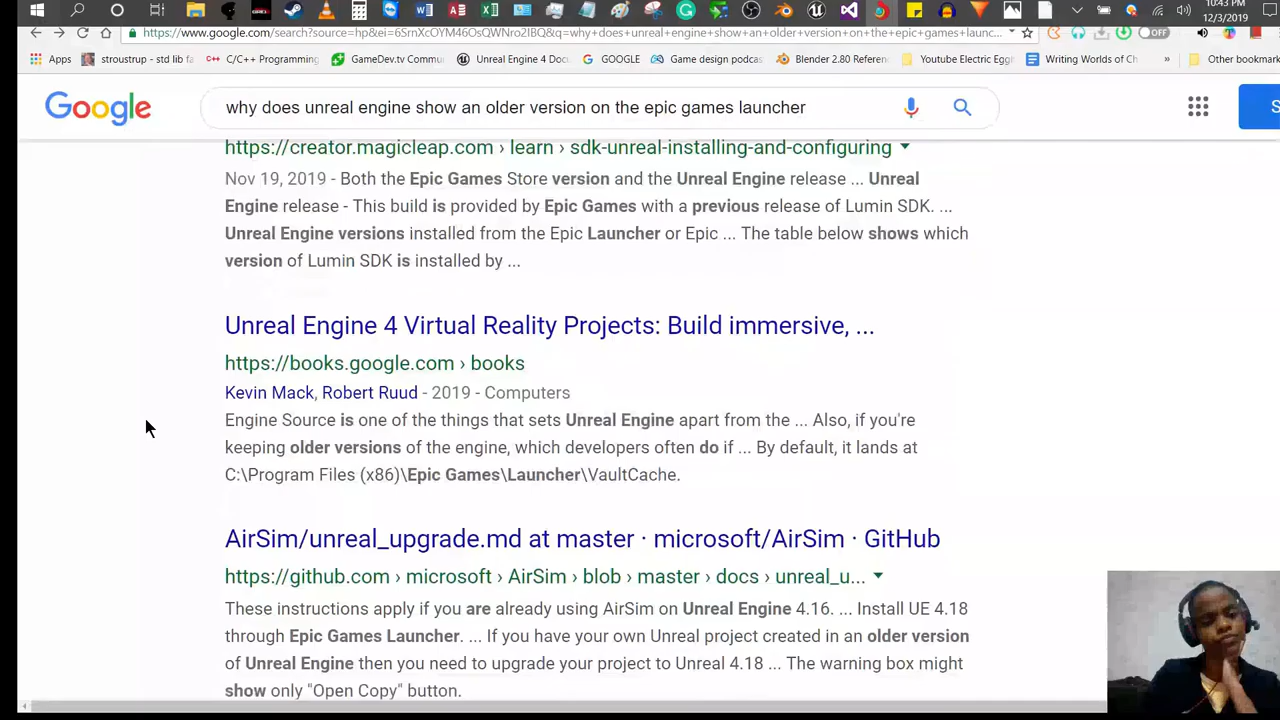 10:43 PM
12/3/2019
https://www.google.com/search?source=hp&ei=6SrnXcOYM4OsQWNro2IBQ&q=why+does+unreal+engine+show+an+older+version+on+the+epic+games+launc...
Apps stroustrup - std lib fa C/C++ Programming GameDev.tv Commu Unreal Engine 4 Docu GOOGLE Game design podcas Blender 2.80 Referen Youtube Electric Egg Writing Worlds of Ch » Other bookmark
OFF
Google why does unreal engine show an older version on the epic games launcher
https://creator.magicleap.com › learn › sdk-unreal-installing-and-configuring
Nov 19, 2019 - Both the Epic Games Store version and the Unreal Engine release ... Unreal
Engine release - This build is provided by Epic Games with a previous release of Lumin SDK. ...
Unreal Engine versions installed from the Epic Launcher or Epic ... The table below shows which
version of Lumin SDK is installed by ...
Unreal Engine 4 Virtual Reality Projects: Build immersive, ...
https://books.google.com › books
Kevin Mack, Robert Ruud - 2019 - Computers
Engine Source is one of the things that sets Unreal Engine apart from the ... Also, if you're
keeping older versions of the engine, which developers often do if ... By default, it lands at
C:\Program Files (x86)\Epic Games\Launcher\VaultCache.
AirSim/unreal_upgrade.md at master · microsoft/AirSim · GitHub
https://github.com › microsoft › AirSim › blob › master › docs › unreal_u...
These instructions apply if you are already using AirSim on Unreal Engine 4.16. ... Install UE 4.18
through Epic Games Launcher. ... If you have your own Unreal project created in an older version
of Unreal Engine then you need to upgrade your project to Unreal 4.18 ... The warning box might
show only "Open Copy" button.